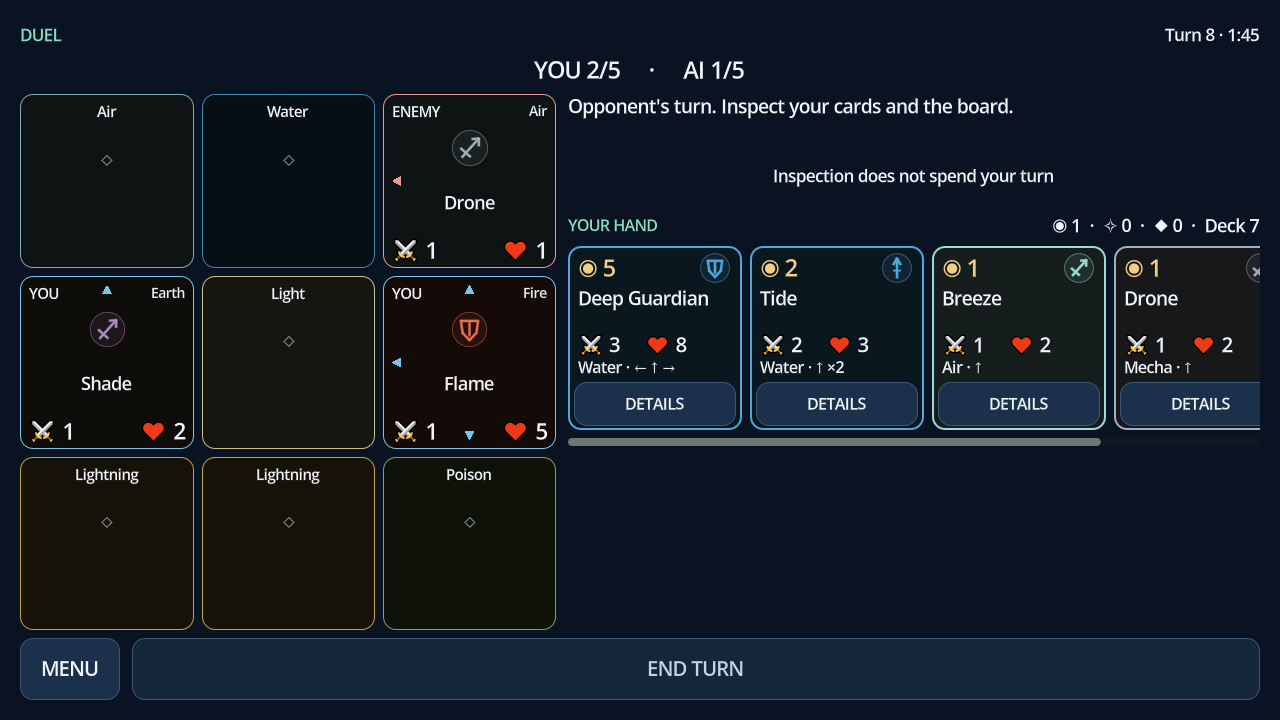 DUEL
Turn 8 · 1:45
YOU 2/5 · AI 1/5
Air
Water
ENEMY Air
Drone
1 1
Opponent's turn. Inspect your cards and the board.
Inspection does not spend your turn
YOU Earth
Shade
1 2
Light
YOU Fire
Flame
1 5
Lightning
Lightning
Poison
YOUR HAND
1 · 0 · 0 · Deck 7
5
Deep Guardian
3 8
Water · ← ↑ →
DETAILS
2
Tide
2 3
Water · ↑ ×2
DETAILS
1
Breeze
1 2
Air · ↑
DETAILS
1
Drone
1 2
Mecha · ↑
DETAILS
MENU
END TURN